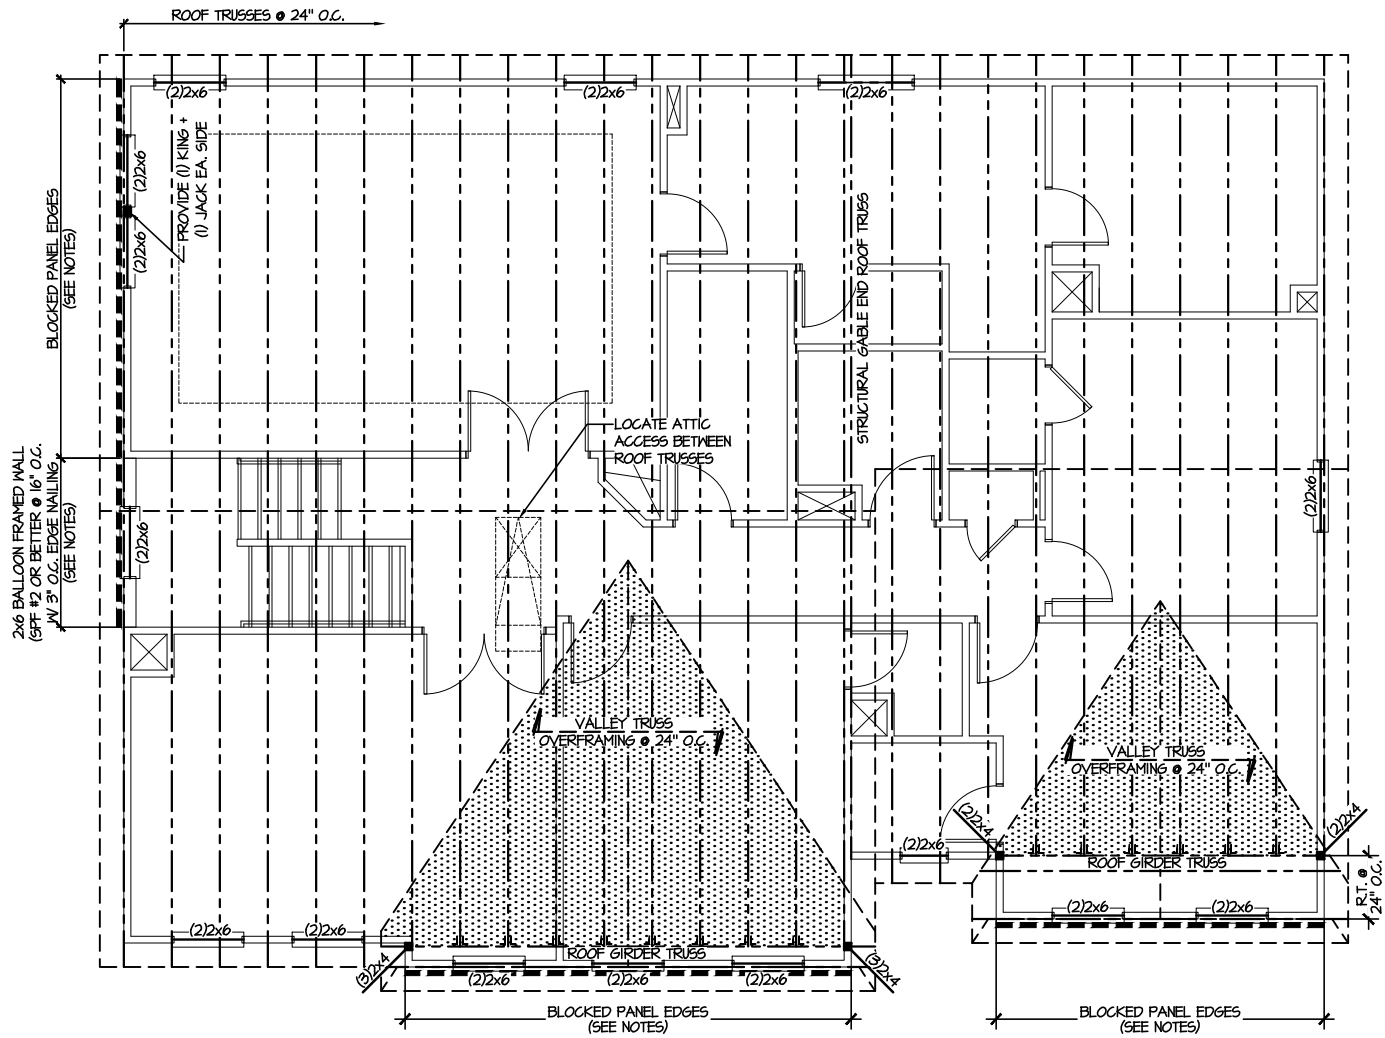 ROOF TRUSSES @ 24" O.C.
(2)2x6
(2)2x6
(2)2x6
PROVIDE (1) KING +
(1) JACK EA. SIDE
(2)2x6
(2)2x6
BLOCKED PANEL EDGES
(SEE NOTES)
STRUCTURAL GABLE END ROOF TRUSS
LOCATE ATTIC
ACCESS BETWEEN
ROOF TRUSSES
2x6 BALLOON FRAMED WALL
(SPF #2 OR BETTER @ 16" O.C.
W/ 3" O.C. EDGE NAILING
(SEE NOTES)
(2)2x6
(2)2x6
VALLEY TRUSS
OVERFRAMING @ 24" O.C.
VALLEY TRUSS
OVERFRAMING @ 24" O.C.
(2)2x4
(2)2x4
(2)2x6
ROOF GIRDER TRUSS
R.T. @
24" O.C.
(2)2x6
(2)2x6
(2)2x6
(2)2x6
ROOF GIRDER TRUSS
(3)2x4
(3)2x4
(2)2x6
(2)2x6
(2)2x6
BLOCKED PANEL EDGES
(SEE NOTES)
BLOCKED PANEL EDGES
(SEE NOTES)